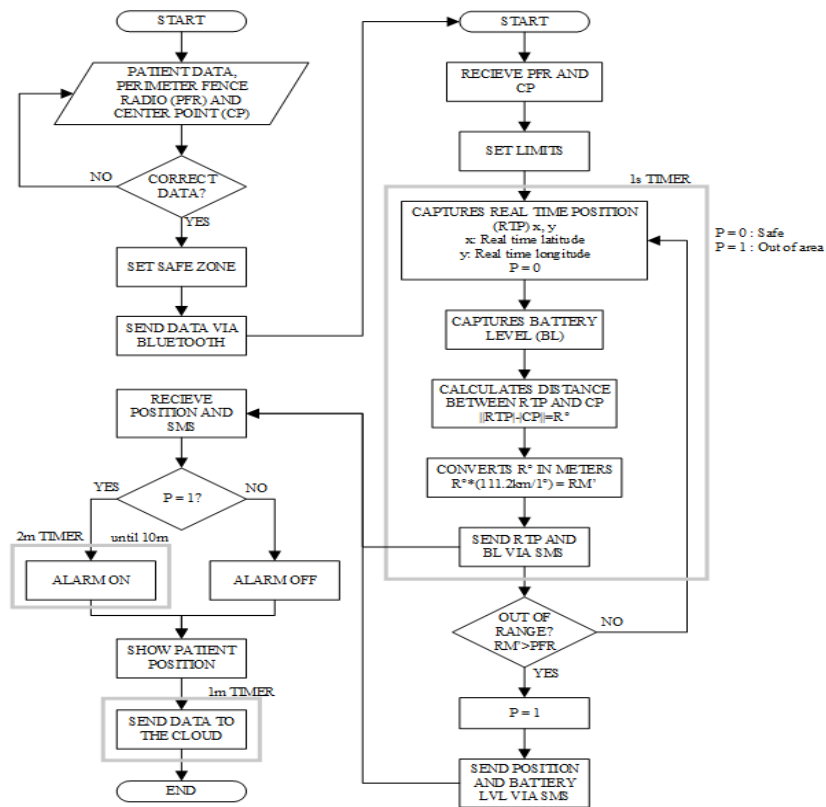 START
PATIENT DATA,
PERIMETER FENCE
RADIO (PFR) AND
CENTER POINT (CP)
NO
CORRECT
DATA?
YES
SET SAFE ZONE
SEND DATA VIA
BLUETOOTH
RECIEVE
POSITION AND
SMS
YES
P = 1?
NO
2m TIMER
until 10m
ALARM ON
ALARM OFF
SHOW PATIENT
POSITION
1m TIMER
SEND DATA TO
THE CLOUD
END
START
RECIEVE PFR AND
CP
SET LIMITS
1s TIMER
CAPTURES REAL TIME POSITION
(RTP) x, y
x: Real time latitude
y: Real time longitude
P = 0
P = 0 : Safe
P = 1 : Out of area
CAPTURES BATTERY
LEVEL (BL)
CALCULATES DISTANCE
BETWEEN RTP AND CP
||RTP|-|CP||=R°
CONVERTS R° IN METERS
R°*(111.2km/1°) = RM'
SEND RTP AND
BL VIA SMS
OUT OF
RANGE?
RM'>PFR
NO
YES
P = 1
SEND POSITION
AND BATTERY
LVL VIA SMS